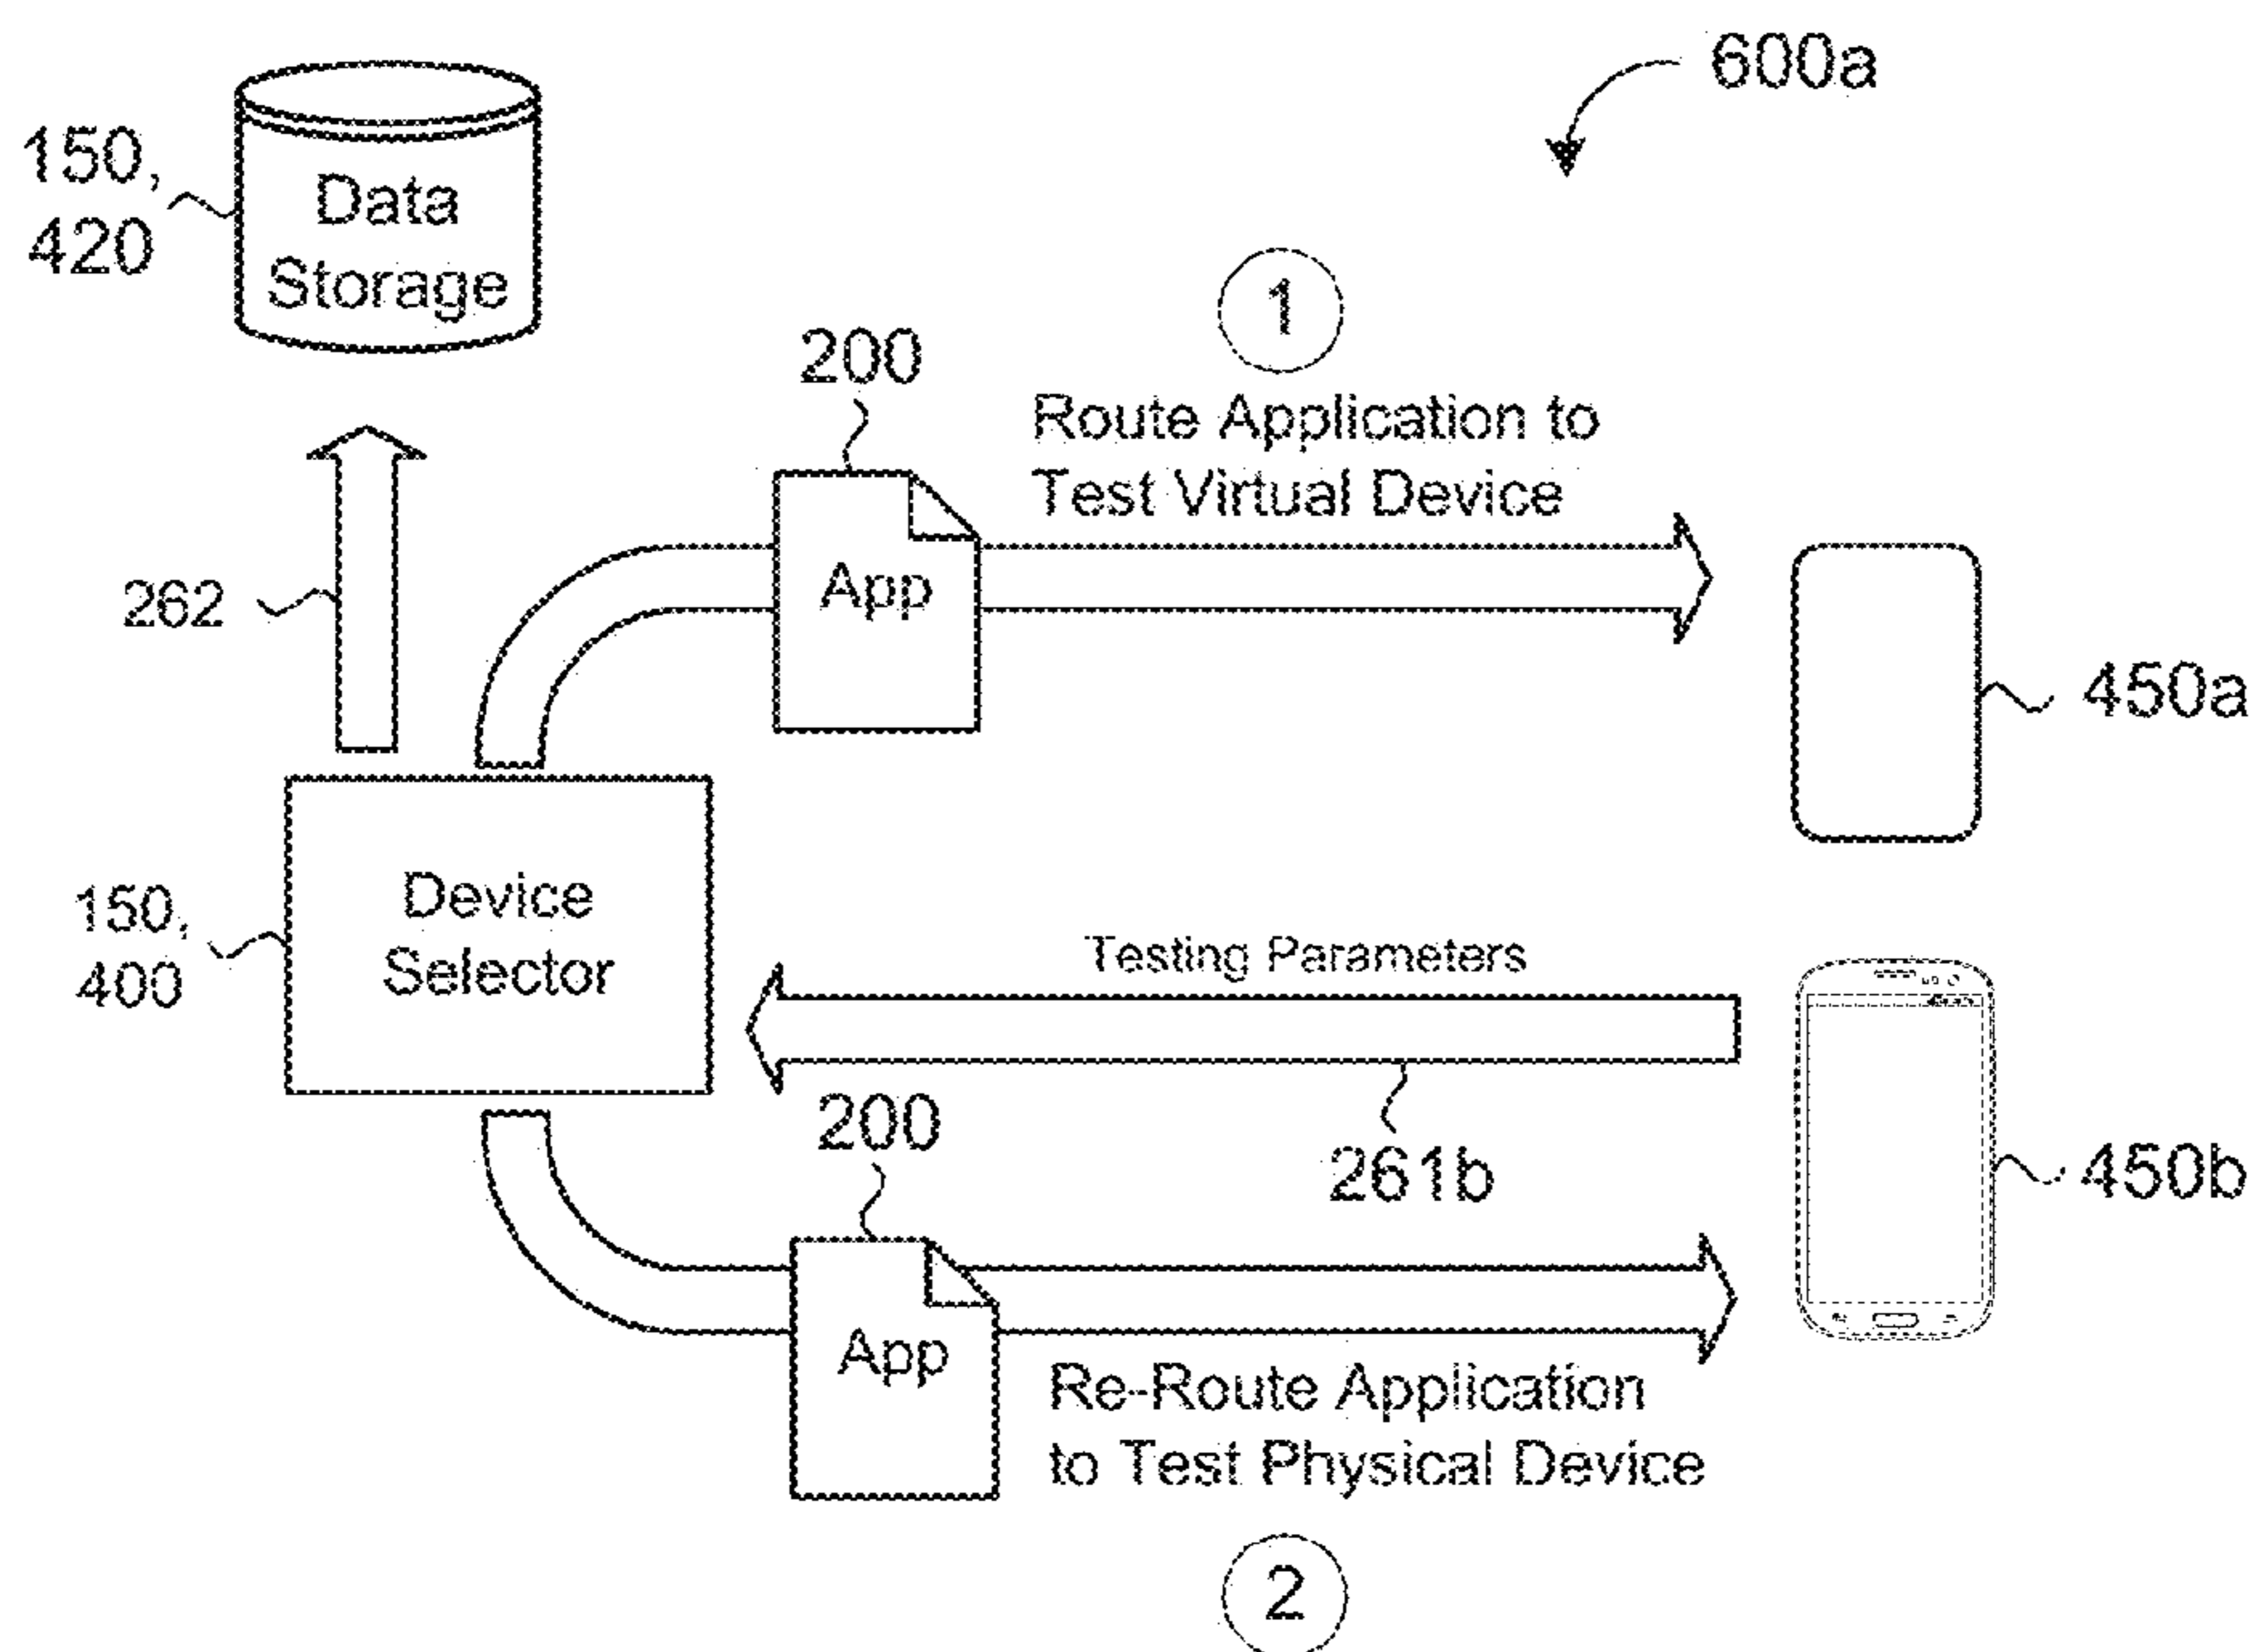 600a
150,
420
Data
Storage
1
200
Route Application to
Test Virtual Device
App
262
450a
150,
400
Device
Selector
Testing Parameters
200
261b
450b
App
Re-Route Application
to Test Physical Device
2